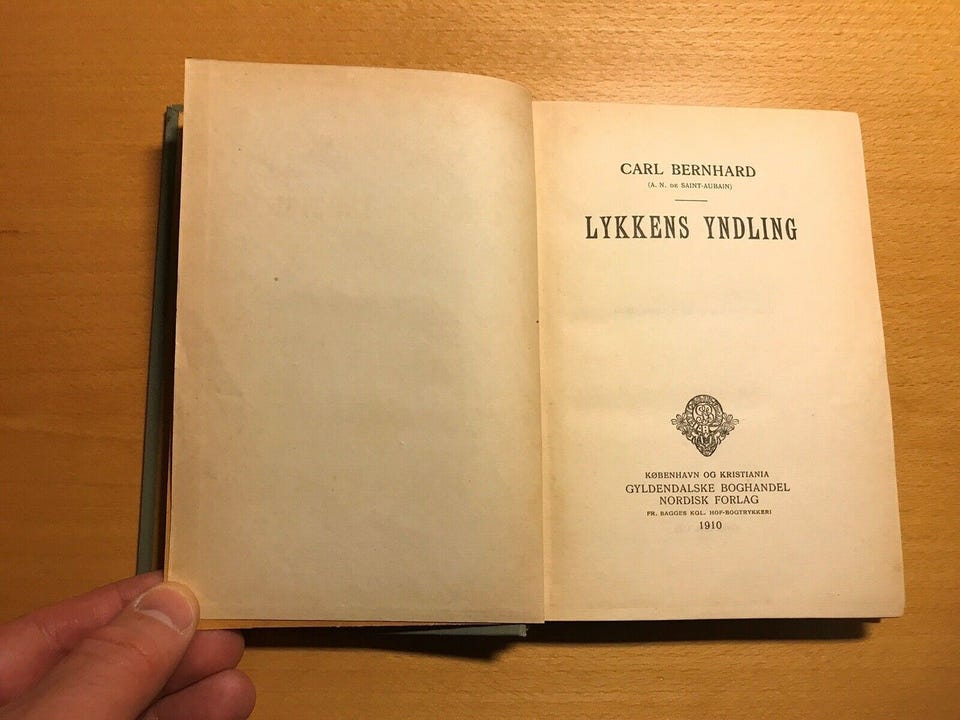 CARL BERNHARD
(A. N. DE SAINT-AUBAIN)
LYKKENS YNDLING
KØBENHAVN OG KRISTIANIA
GYLDENDALSKE BOGHANDEL
NORDISK FORLAG
FR. BAGGES KGL. HOF-BOGTRYKKERI
1910